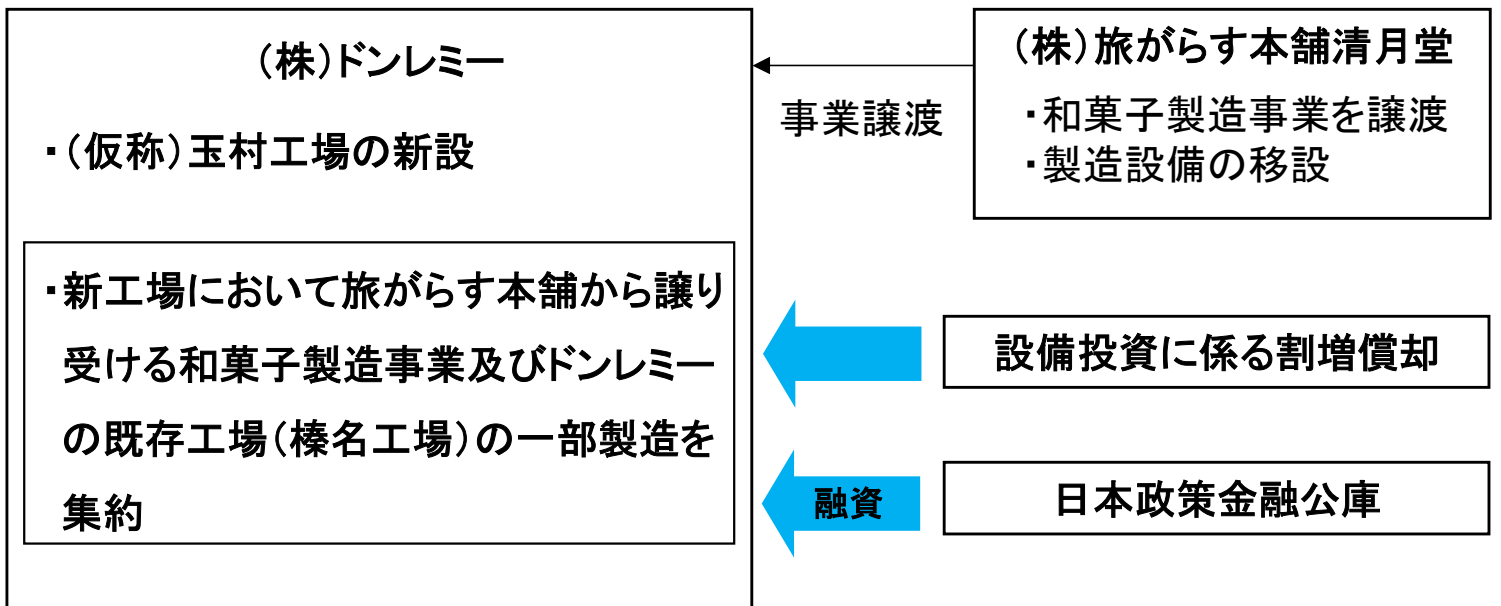 （株）ドンレミー
・（仮称）玉村工場の新設
・新工場において旅がらす本舗から譲り
受ける和菓子製造事業及びドンレミー
の既存工場（榛名工場）の一部製造を
集約
事業譲渡
（株）旅がらす本舗清月堂
・和菓子製造事業を譲渡
・製造設備の移設
設備投資に係る割増償却
融資
日本政策金融公庫